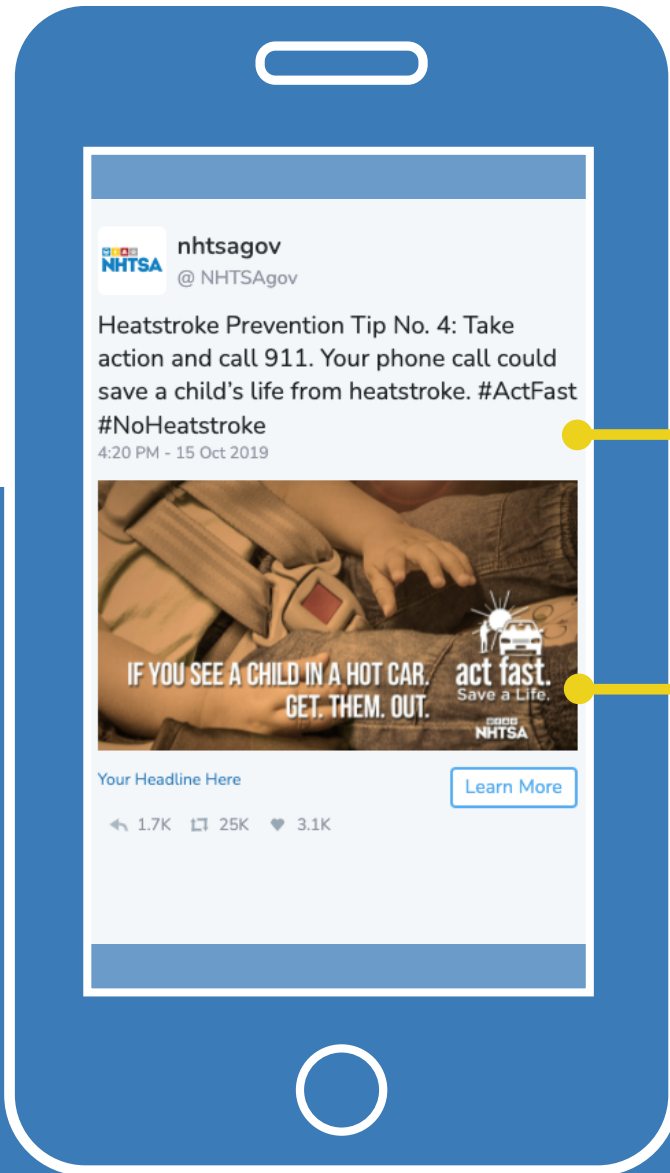 NHTSA
nhtsagov
@ NHTSAgov
Heatstroke Prevention Tip No. 4: Take
action and call 911. Your phone call could
save a child’s life from heatstroke. #ActFast
#NoHeatstroke
4:20 PM - 15 Oct 2019
IF YOU SEE A CHILD IN A HOT CAR.
GET. THEM. OUT.
act fast.
Save a Life.
NHTSA
Your Headline Here
Learn More
1.7K 25K 3.1K